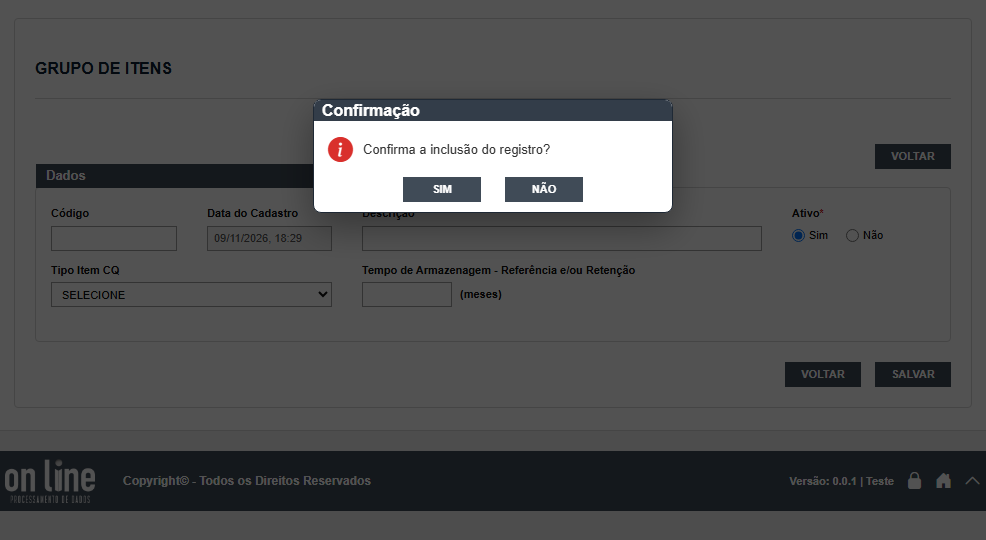 GRUPO DE ITENS
Confirmação
Confirma a inclusão do registro?
SIM NÃO
VOLTAR
Dados
Código Data do Cadastro Descrição Ativo*
09/11/2026, 18:29 Sim Não
Tipo Item CQ Tempo de Armazenagem - Referência e/ou Retenção
SELECIONE (meses)
VOLTAR SALVAR
on line
PROCESSAMENTO DE DADOS
Copyright© - Todos os Direitos Reservados Versão: 0.0.1 | Teste